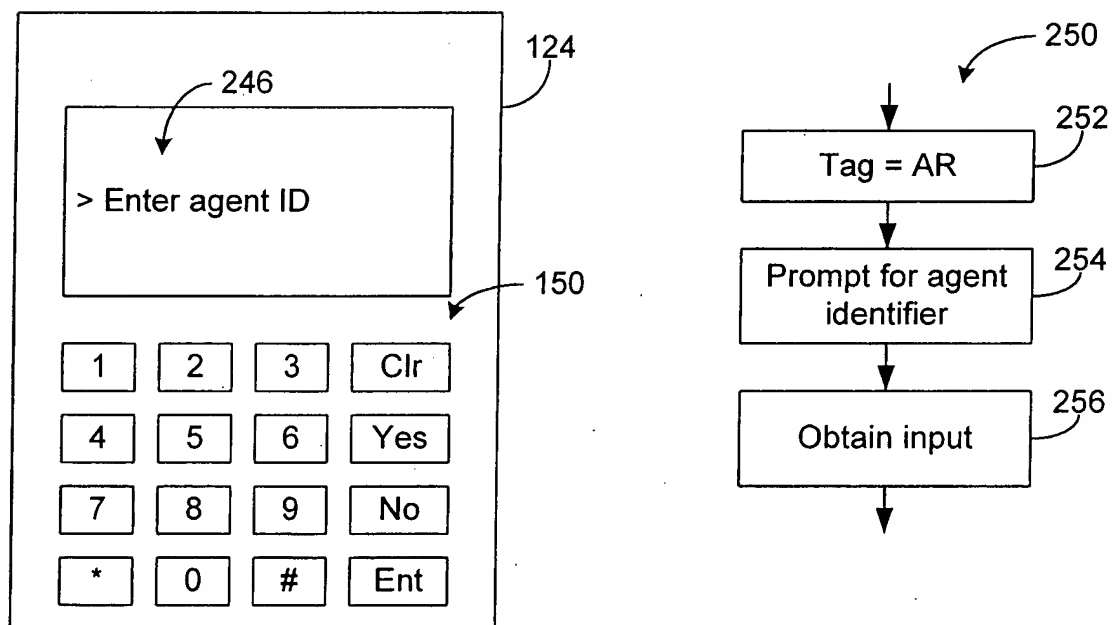 124
246
> Enter agent ID
150
1 2 3 Clr
4 5 6 Yes
7 8 9 No
* 0 # Ent
250
252
Tag = AR
254
Prompt for agent
identifier
256
Obtain input